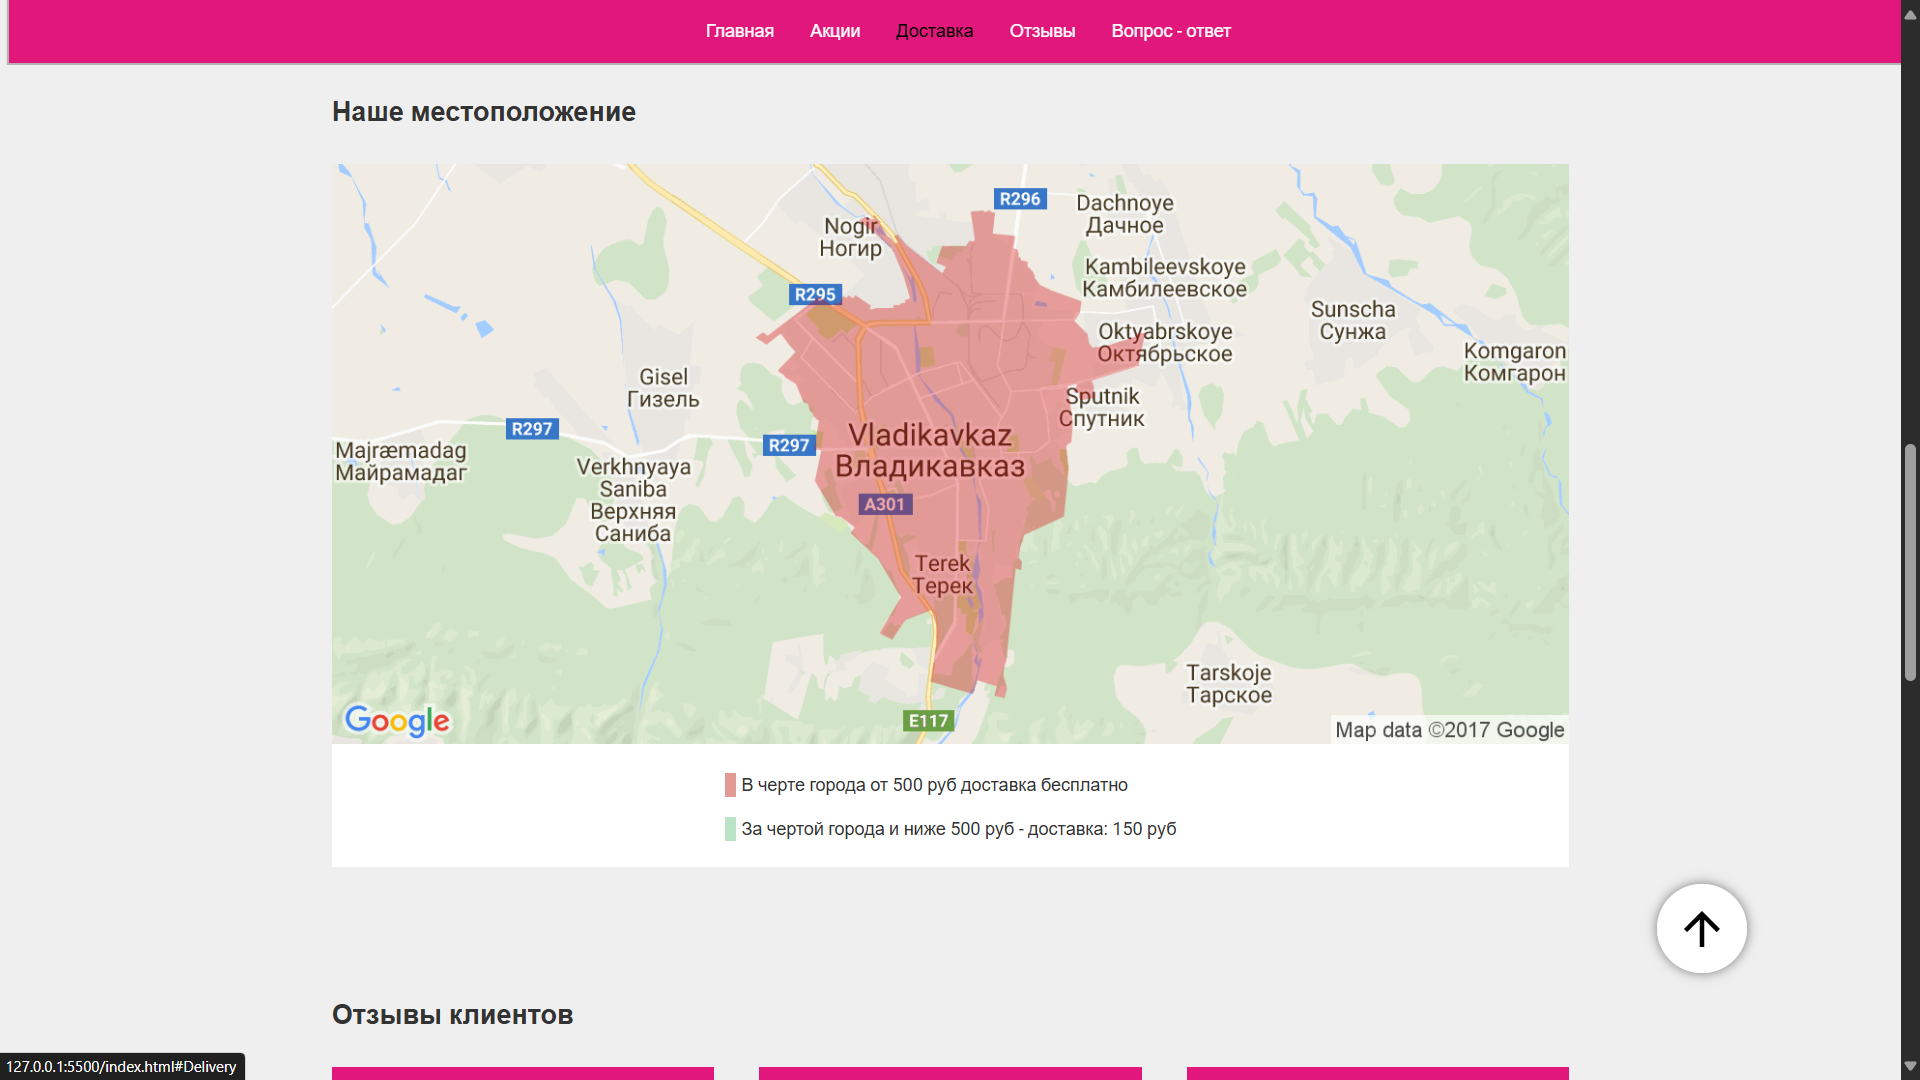 Главная Акции Доставка Отзывы Вопрос - ответ
Наше местоположение
R296
Dachnoye
Дачное
Nogir
Ногир
Kambileevskoye
Камбилеевское
R295
Sunscha
Сунжа
Oktyabrskoye
Октябрьское
Komgaron
Комгарон
Gisel
Гизель
Sputnik
Спутник
R297
R297
Vladikavkaz
Владикавказ
Majræmadag
Майрамадаг
Verkhnyaya
Saniba
Верхняя
Саниба
A301
Terek
Терек
Tarskoje
Тарское
Google
E117
Map data ©2017 Google
В черте города от 500 руб доставка бесплатно
За чертой города и ниже 500 руб - доставка: 150 руб
Отзывы клиентов
127.0.0.1:5500/index.html#Delivery